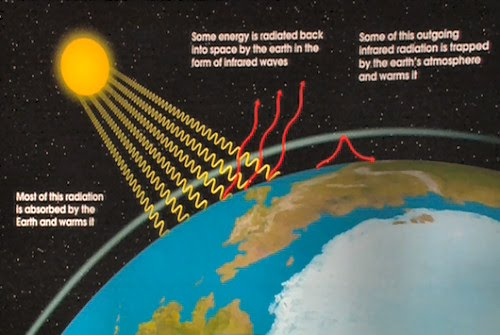 Some energy is radiated back
into space by the earth in the
form of infrared waves
Some of this outgoing
infrared radiation is trapped
by the earth's atmosphere
and warms it
Most of this radiation
is absorbed by the
Earth and warms it